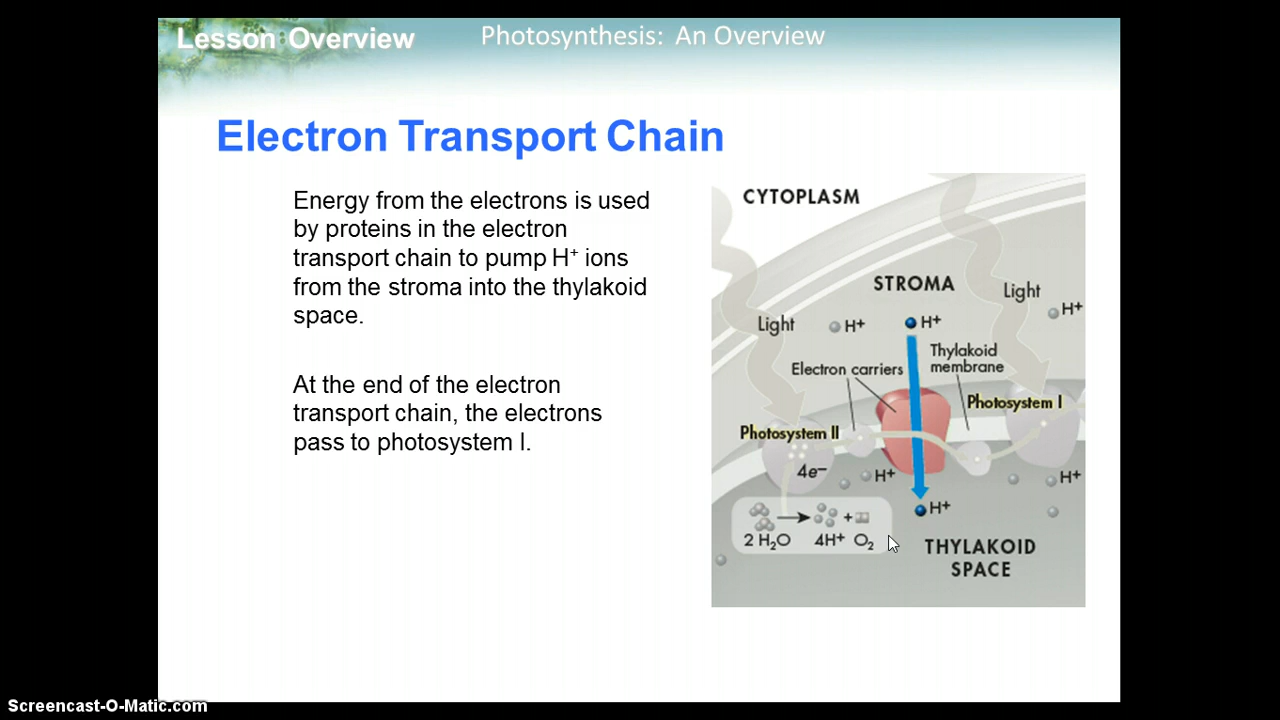 Lesson Overview
Photosynthesis: An Overview
Electron Transport Chain
Energy from the electrons is used
by proteins in the electron
transport chain to pump H⁺ ions
from the stroma into the thylakoid
space.
At the end of the electron
transport chain, the electrons
pass to photosystem I.
CYTOPLASM
STROMA
Light
H⁺
Light
H⁺
H⁺
Thylakoid
membrane
Electron carriers
Photosystem I
Photosystem II
4e⁻
H⁺
H⁺
H⁺
+
2 H₂O
4H⁺
O₂
THYLAKOID
SPACE
Screencast-O-Matic.com